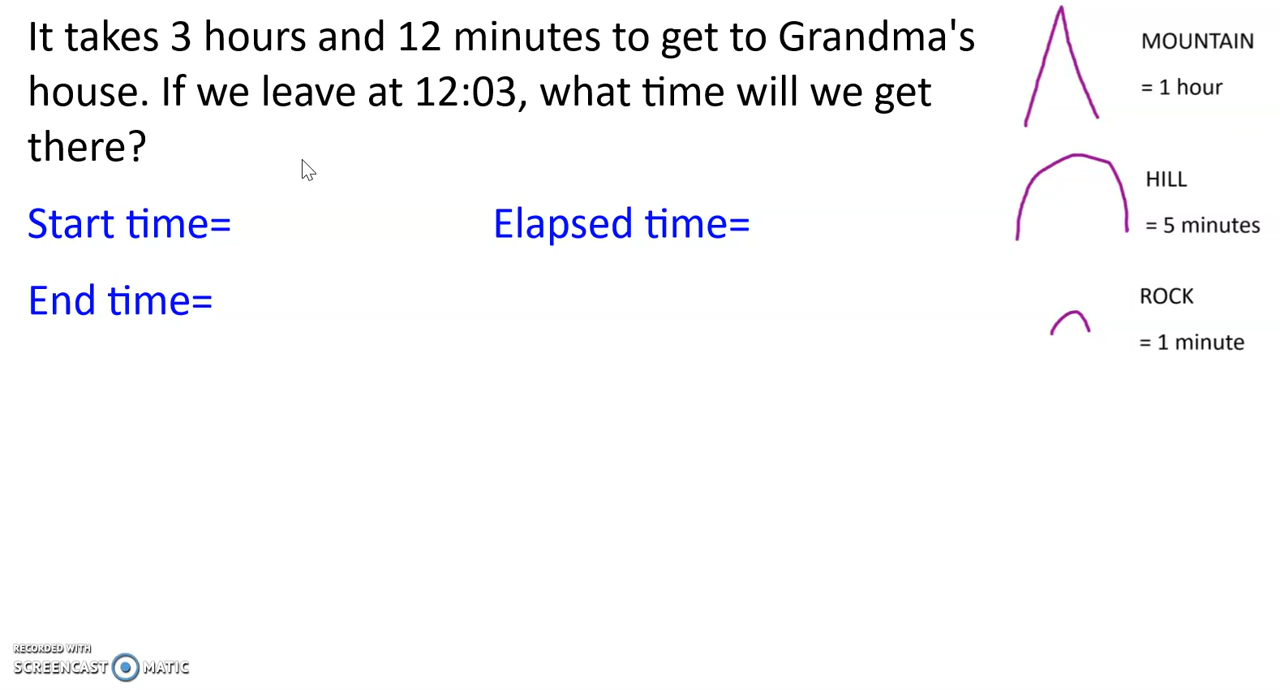 It takes 3 hours and 12 minutes to get to Grandma's
house. If we leave at 12:03, what time will we get
there?
Start time=
Elapsed time=
End time=
MOUNTAIN
= 1 hour
HILL
= 5 minutes
ROCK
= 1 minute
RECORDED WITH
SCREENCAST MATIC